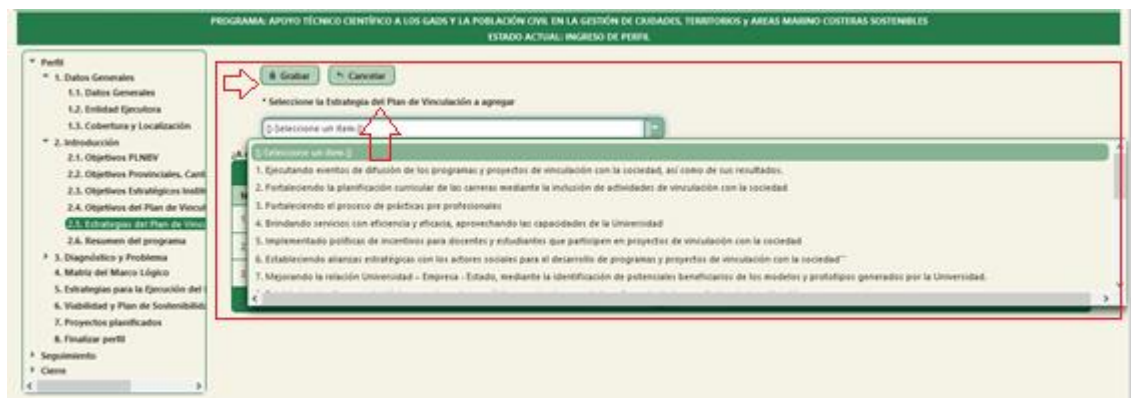 PROGRAMA: APOYO TÉCNICO CIENTÍFICO A LOS GADS Y LA POBLACIÓN CIVIL EN LA GESTIÓN DE CIUDADES, TERRITORIOS y AREAS MARINO COSTERAS SOSTENIBLES
ESTADO ACTUAL: INGRESO DE PERFIL
Perfil
1. Datos Generales
1.1. Datos Generales
1.2. Entidad Ejecutora
1.3. Cobertura y Localización
2. Introducción
2.1. Objetivos PLNBV
2.2. Objetivos Provinciales, Cant
2.3. Objetivos Estratégicos Instit
2.4. Objetivos del Plan de Vincul
2.5. Estrategias del Plan de Vinc
2.6. Resumen del programa
3. Diagnóstico y Problema
4. Matriz del Marco Lógico
5. Estrategias para la Ejecución del
6. Viabilidad y Plan de Sostenibilid
7. Proyectos planificados
8. Finalizar perfil
Seguimiento
Cierre
Grabar
Cancelar
* Seleccione la Estrategia del Plan de Vinculación a agregar
[-Seleccione un item-]
[-Seleccione un item-]
1. Ejecutando eventos de difusión de los programas y proyectos de vinculación con la sociedad, así como de sus resultados.
2. Fortaleciendo la planificación curricular de las carreras mediante la inclusión de actividades de vinculación con la sociedad
3. Fortaleciendo el proceso de prácticas pre profesionales
4. Brindando servicios con eficiencia y eficacia, aprovechando las capacidades de la Universidad
5. Implementado políticas de incentivos para docentes y estudiantes que participen en proyectos de vinculación con la sociedad
6. Estableciendo alianzas estratégicas con los actores sociales para el desarrollo de programas y proyectos de vinculación con la sociedad"
7. Mejorando la relación Universidad – Empresa - Estado, mediante la identificación de potenciales beneficiarios de los modelos y prototipos generados por la Universidad.